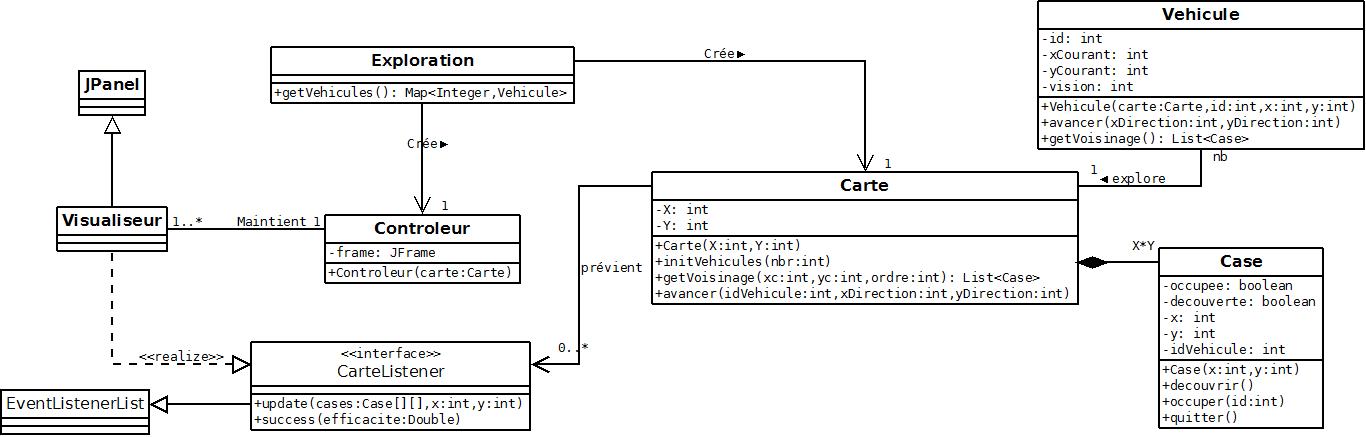 Vehicule
-id: int
-xCourant: int
-yCourant: int
-vision: int
+Vehicule(carte:Carte,id:int,x:int,y:int)
+avancer(xDirection:int,yDirection:int)
+getVoisinage(): List<Case>
Exploration
+getVehicules(): Map<Integer,Vehicule>
Crée
JPanel
Crée
1
1
nb
1
explore
Carte
-X: int
-Y: int
+Carte(X:int,Y:int)
+initVehicules(nbr:int)
+getVoisinage(xc:int,yc:int,ordre:int): List<Case>
+avancer(idVehicule:int,xDirection:int,yDirection:int)
Visualiseur
1..*
Maintient 1
Controleur
-frame: JFrame
+Controleur(carte:Carte)
prévient
X*Y
Case
-occupee: boolean
-decouverte: boolean
-x: int
-y: int
-idVehicule: int
+Case(x:int,y:int)
+decouvrir()
+occuper(id:int)
+quitter()
<<realize>>
0..*
<<interface>>
CarteListener
+update(cases:Case[][],x:int,y:int)
+success(efficacite:Double)
EventListenerList